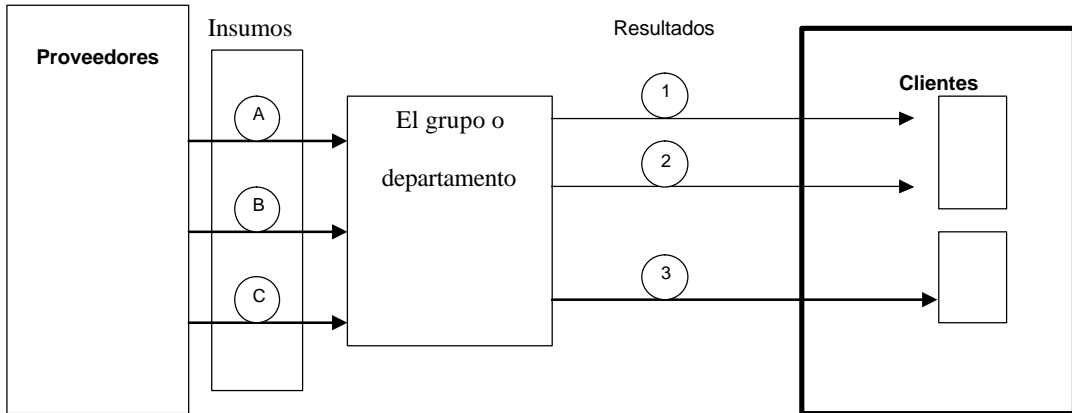 Proveedores
Insumos
A
B
C
El grupo o
departamento
Resultados
1
2
3
Clientes